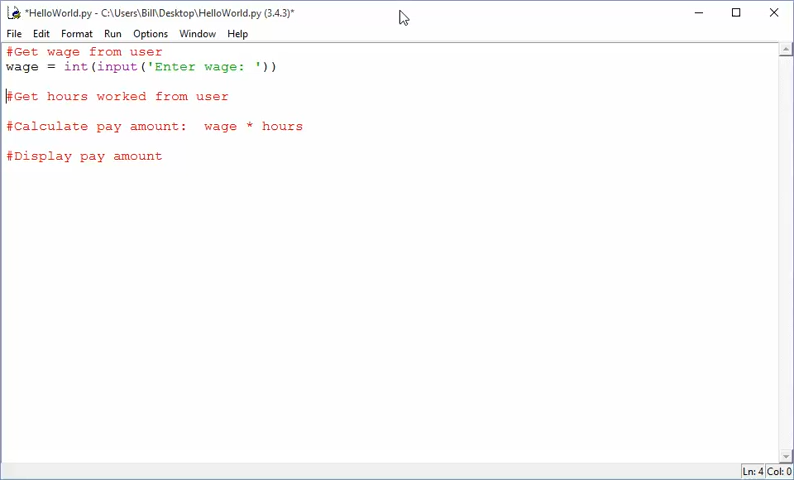 *HelloWorld.py - C:\Users\Bill\Desktop\HelloWorld.py (3.4.3)*
File Edit Format Run Options Window Help
#Get wage from user
wage = int(input('Enter wage: '))
#Get hours worked from user
#Calculate pay amount:  wage * hours
#Display pay amount
Ln: 4 Col: 0